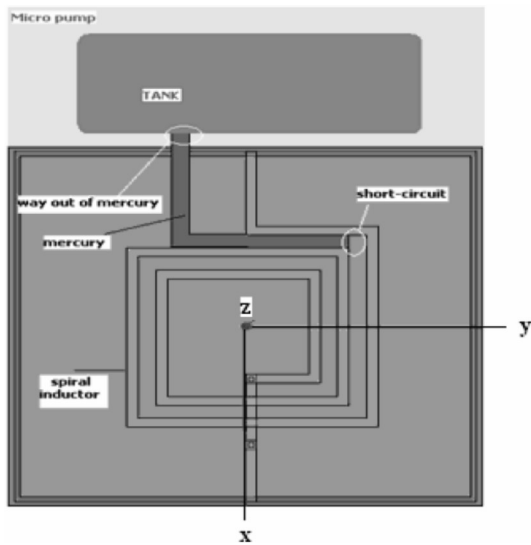 Micro pump
TANK
way out of mercury
short-circuit
mercury
z
y
spiral
inductor
x